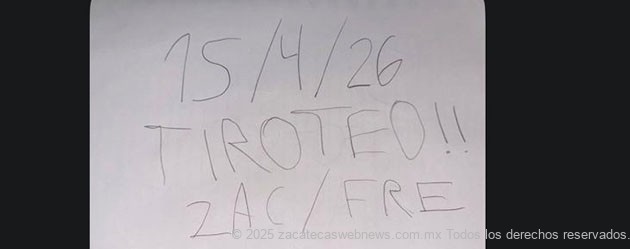 15/4/26
TIROTEO!!
ZAC/FRE
© 2025 zacatecaswebnews.com.mx Todos los derechos reservados.